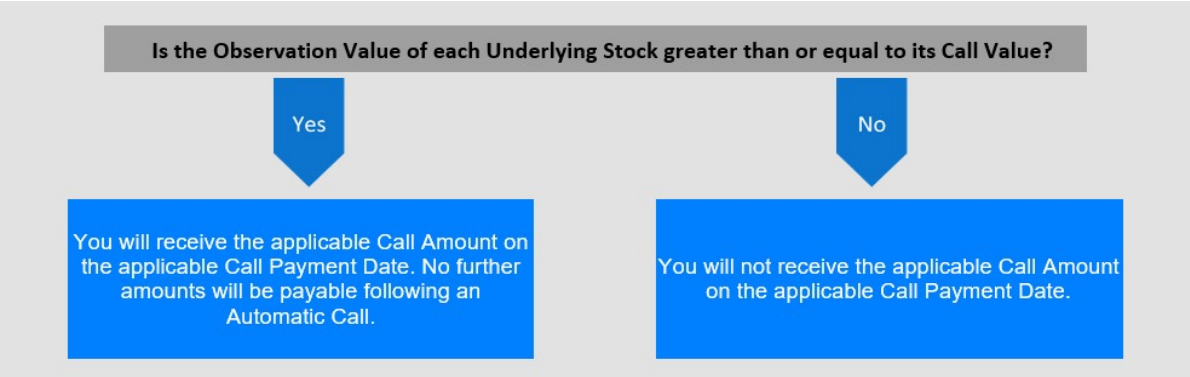 Is the Observation Value of each Underlying Stock greater than or equal to its Call Value?
Yes
No
You will receive the applicable Call Amount on
the applicable Call Payment Date. No further
amounts will be payable following an
Automatic Call.
You will not receive the applicable Call Amount
on the applicable Call Payment Date.